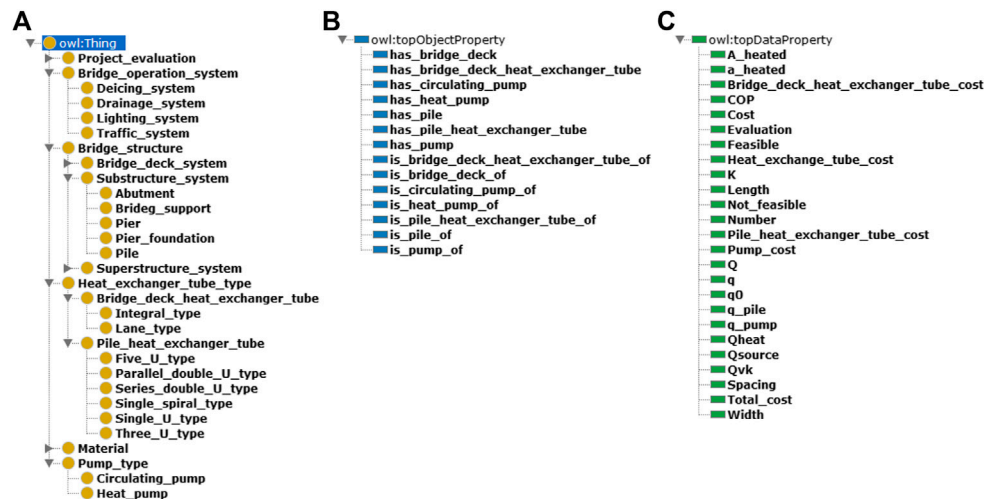 A
owl:Thing
Project_evaluation
Bridge_operation_system
Deicing_system
Drainage_system
Lighting_system
Traffic_system
Bridge_structure
Bridge_deck_system
Substructure_system
Abutment
Brideg_support
Pier
Pier_foundation
Pile
Superstructure_system
Heat_exchanger_tube_type
Bridge_deck_heat_exchanger_tube
Integral_type
Lane_type
Pile_heat_exchanger_tube
Five_U_type
Parallel_double_U_type
Series_double_U_type
Single_spiral_type
Single_U_type
Three_U_type
Material
Pump_type
Circulating_pump
Heat_pump
B
owl:topObjectProperty
has_bridge_deck
has_bridge_deck_heat_exchanger_tube
has_circulating_pump
has_heat_pump
has_pile
has_pile_heat_exchanger_tube
has_pump
is_bridge_deck_heat_exchanger_tube_of
is_bridge_deck_of
is_circulating_pump_of
is_heat_pump_of
is_pile_heat_exchanger_tube_of
is_pile_of
is_pump_of
C
owl:topDataProperty
A_heated
a_heated
Bridge_deck_heat_exchanger_tube_cost
COP
Cost
Evaluation
Feasible
Heat_exchange_tube_cost
K
Length
Not_feasible
Number
Pile_heat_exchanger_tube_cost
Pump_cost
Q
q
q0
q_pile
q_pump
Qheat
Qsource
Qvk
Spacing
Total_cost
Width